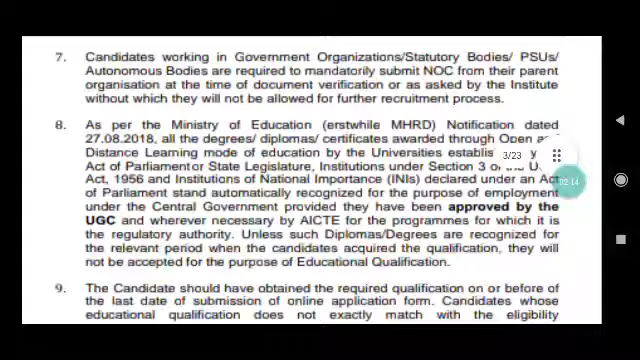 7. Candidates working in Government Organizations/Statutory Bodies/ PSUs/
Autonomous Bodies are required to mandatorily submit NOC from their parent
organisation at the time of document verification or as asked by the Institute
without which they will not be allowed for further recruitment process.
8. As per the Ministry of Education (erstwhile MHRD) Notification dated
27.08.2018, all the degrees/ diplomas/ certificates awarded through Open
Distance Learning mode of education by the Universities
3/23
Act of Parliament or State Legislature, Institutions under Section 3
Act, 1956 and Institutions of National Importance (INIs) declared under an Act
02:14
of Parliament stand automatically recognized for the purpose of employment
under the Central Government provided they have been approved by the
UGC and wherever necessary by AICTE for the programmes for which it is
the regulatory authority. Unless such Diplomas/Degrees are recognized for
the relevant period when the candidates acquired the qualification, they will
not be accepted for the purpose of Educational Qualification.
9. The Candidate should have obtained the required qualification on or before of
the last date of submission of online application form. Candidates whose
educational qualification does not exactly match with the eligibility